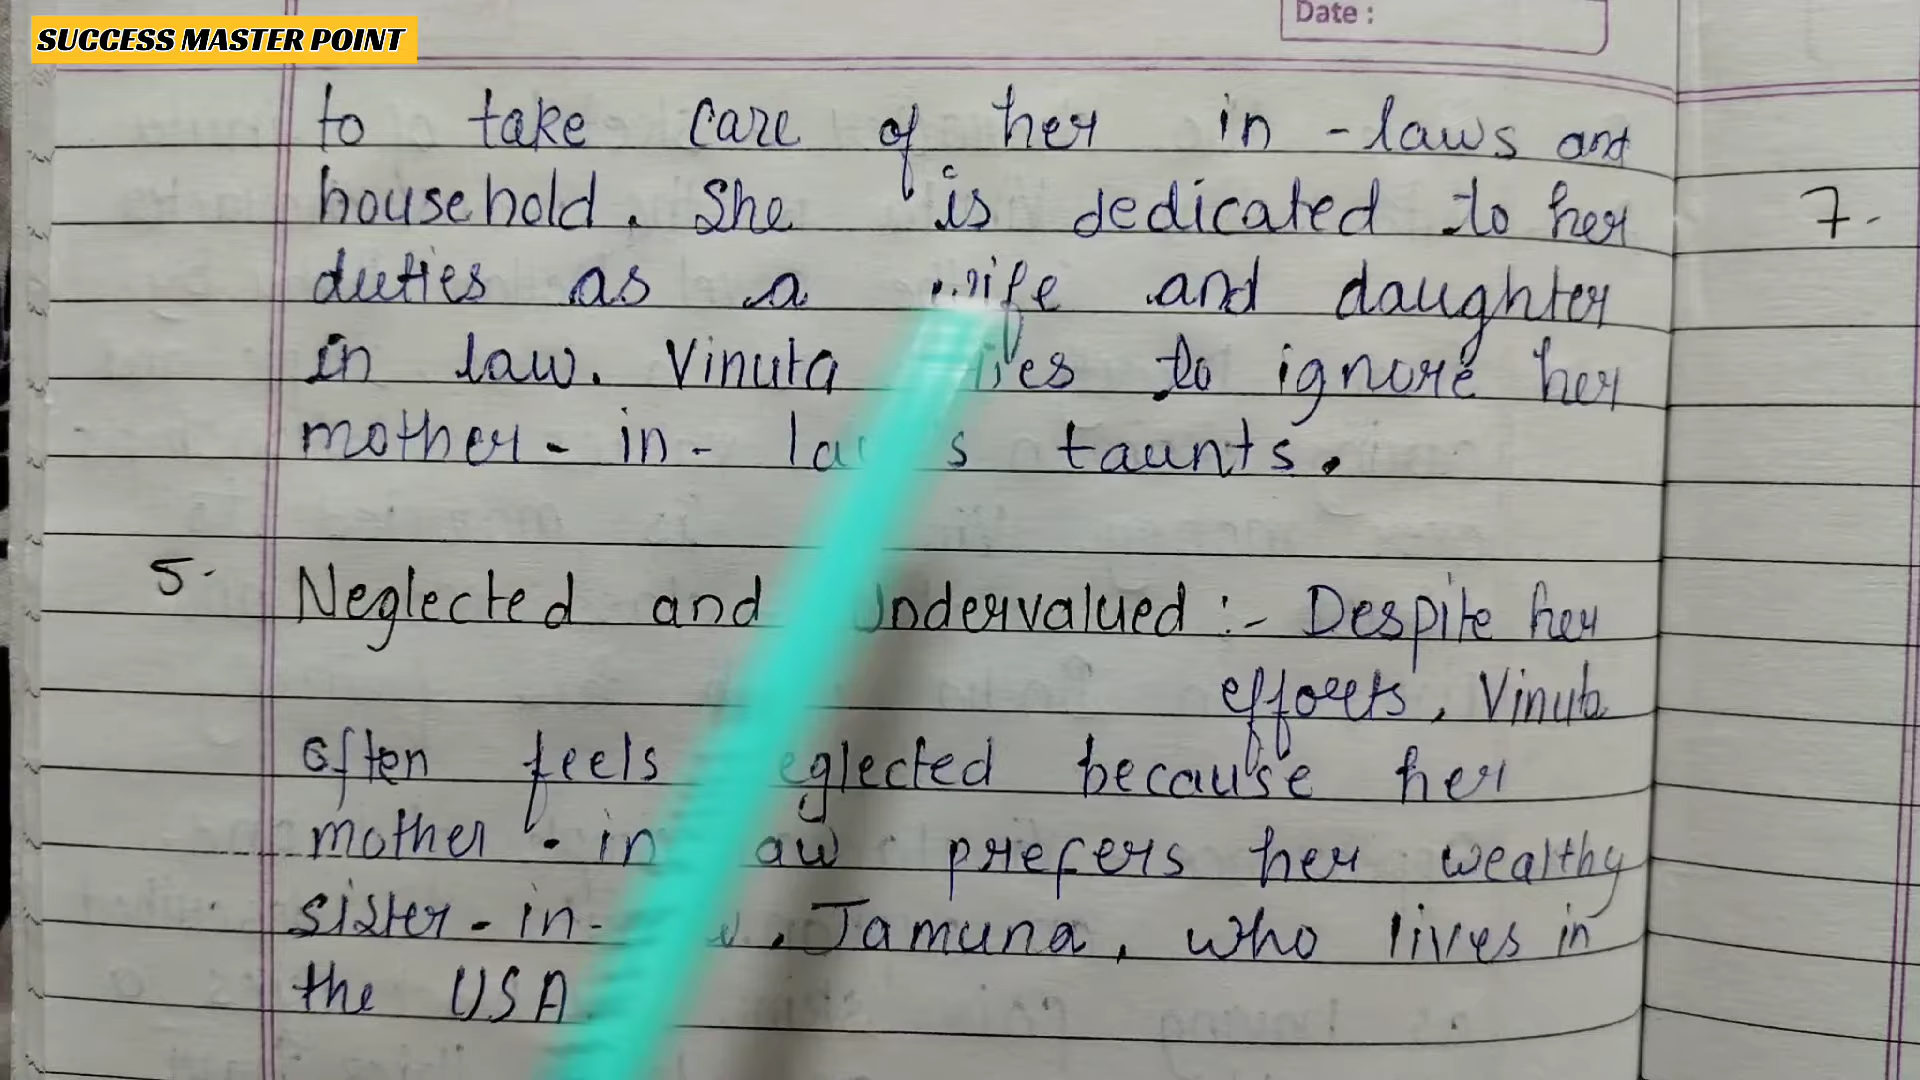 SUCCESS MASTER POINT
Date :
to take care of her in - laws and
household. She is dedicated to her
duties as a wife and daughter
in law. Vinuta to ignore her
mother - in - taunts.
7.
5. Neglected and Undervalued :- Despite her
efforts, Vinuta
often feels neglected because her
mother - in law prefers her wealthy
sister - in - , Jamuna, who lives in
the USA